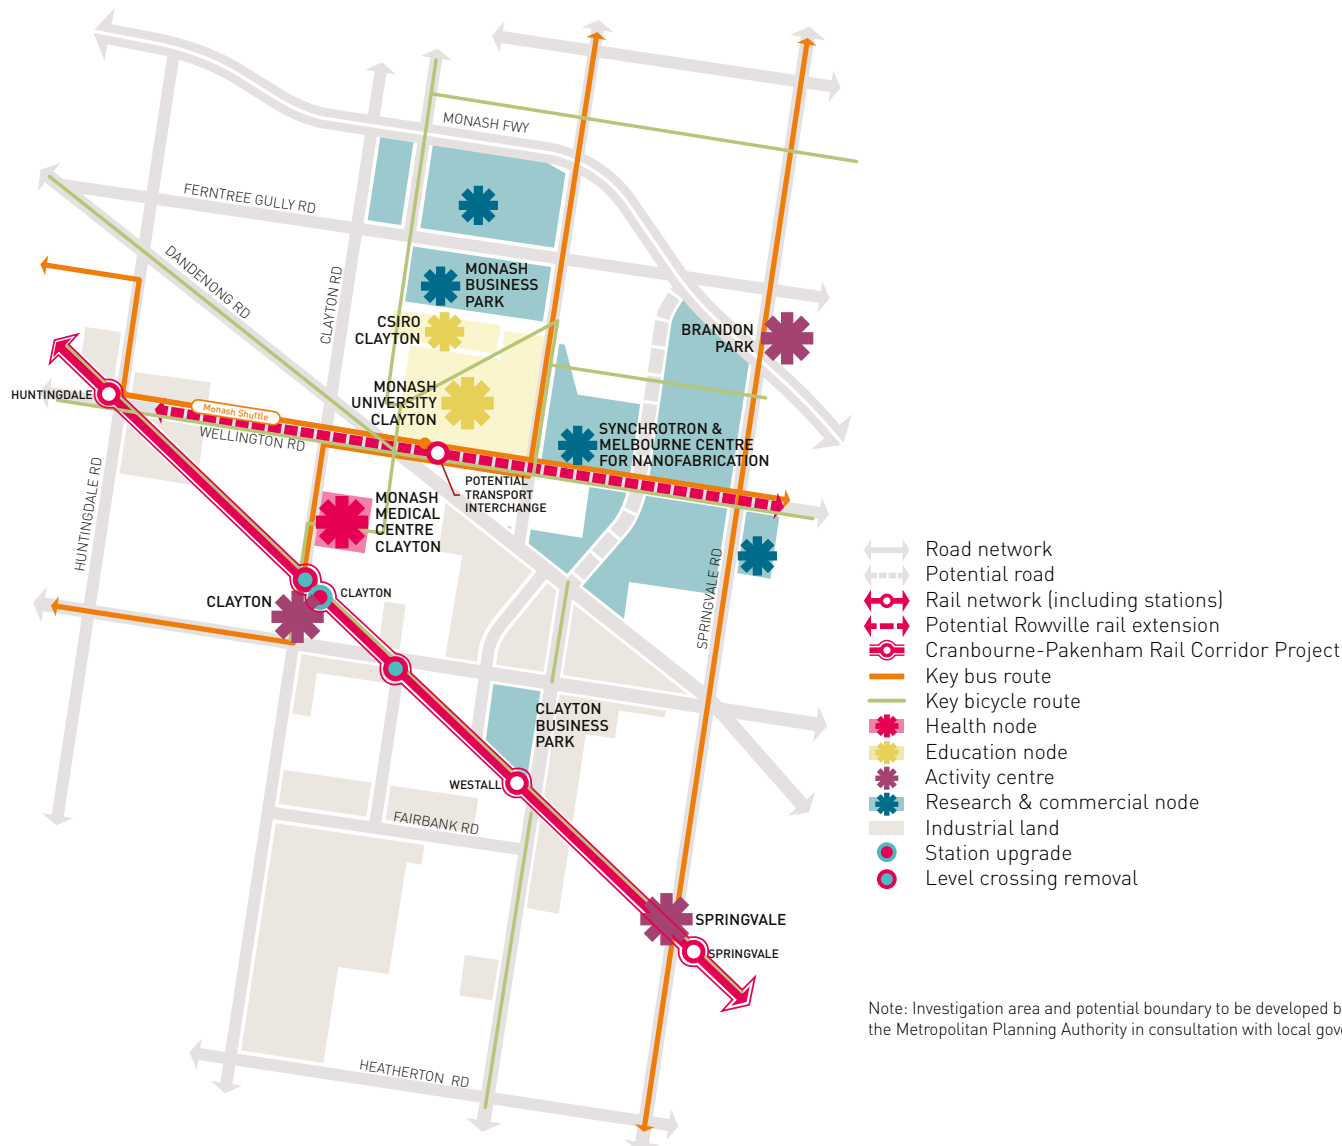 MONASH FWY
FERNTREE GULLY RD
DANDENONG RD
CLAYTON RD
MONASH
BUSINESS
PARK
CSIRO
CLAYTON
BRANDON
PARK
MONASH
UNIVERSITY
CLAYTON
HUNTINGDALE
Monash Shuttle
WELLINGTON RD
SYNCHROTRON &
MELBOURNE CENTRE
FOR NANOFABRICATION
POTENTIAL
TRANSPORT
INTERCHANGE
HUNTINGDALE RD
MONASH
MEDICAL
CENTRE
CLAYTON
SPRINGVALE RD
CLAYTON
CLAYTON
CLAYTON
BUSINESS
PARK
WESTALL
FAIRBANK RD
SPRINGVALE
SPRINGVALE
HEATHERTON RD
Road network
Potential road
Rail network (including stations)
Potential Rowville rail extension
Cranbourne-Pakenham Rail Corridor Project
Key bus route
Key bicycle route
Health node
Education node
Activity centre
Research & commercial node
Industrial land
Station upgrade
Level crossing removal
Note: Investigation area and potential boundary to be developed b
the Metropolitan Planning Authority in consultation with local gov